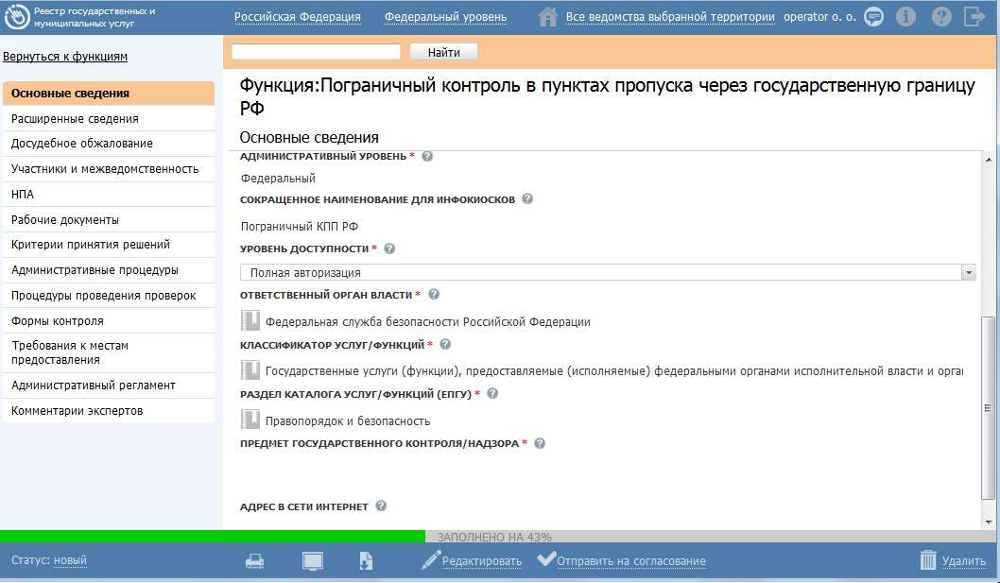 Реестр государственных и
муниципальных услуг
Российская Федерация
Федеральный уровень
Все ведомства выбранной территории
operator o. o.
Вернуться к функциям
Найти
Основные сведения
Расширенные сведения
Досудебное обжалование
Участники и межведомственность
НПА
Рабочие документы
Критерии принятия решений
Административные процедуры
Процедуры проведения проверок
Формы контроля
Требования к местам
предоставления
Административный регламент
Комментарии экспертов
Функция:Пограничный контроль в пунктах пропуска через государственную границу
РФ
Основные сведения
АДМИНИСТРАТИВНЫЙ УРОВЕНЬ * ?
Федеральный
СОКРАЩЕННОЕ НАИМЕНОВАНИЕ ДЛЯ ИНФОКИОСКОВ ?
Пограничный КПП РФ
УРОВЕНЬ ДОСТУПНОСТИ * ?
Полная авторизация
ОТВЕТСТВЕННЫЙ ОРГАН ВЛАСТИ * ?
Федеральная служба безопасности Российской Федерации
КЛАССИФИКАТОР УСЛУГ/ФУНКЦИЙ * ?
Государственные услуги (функции), предоставляемые (исполняемые) федеральными органами исполнительной власти и орга
РАЗДЕЛ КАТАЛОГА УСЛУГ/ФУНКЦИЙ (ЕПГУ) * ?
Правопорядок и безопасность
ПРЕДМЕТ ГОСУДАРСТВЕННОГО КОНТРОЛЯ/НАДЗОРА * ?
АДРЕС В СЕТИ ИНТЕРНЕТ ?
ЗАПОЛНЕНО НА 43%
Статус: новый
Редактировать
Отправить на согласование
Удалить